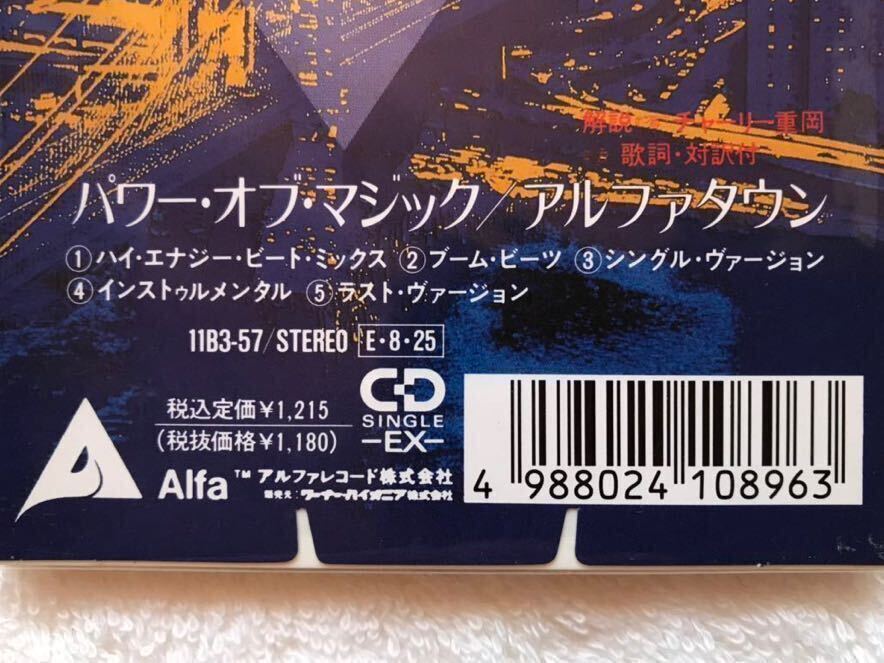 解説・チャーリー重岡
歌詞・対訳付
パワー・オブ・マジック/アルファタウン
①ハイ・エナジー・ビート・ミックス ②ブーム・ビーツ ③シングル・ヴァージョン
④インストゥルメンタル ⑤ラスト・ヴァージョン
11B3-57/STEREO E・8・25
税込定価¥1,215
(税抜価格¥1,180)
CD
SINGLE
-EX-
Alfa™ アルファレコード株式会社
発売元:ワーナーパイオニア株式会社
4 988024 108963